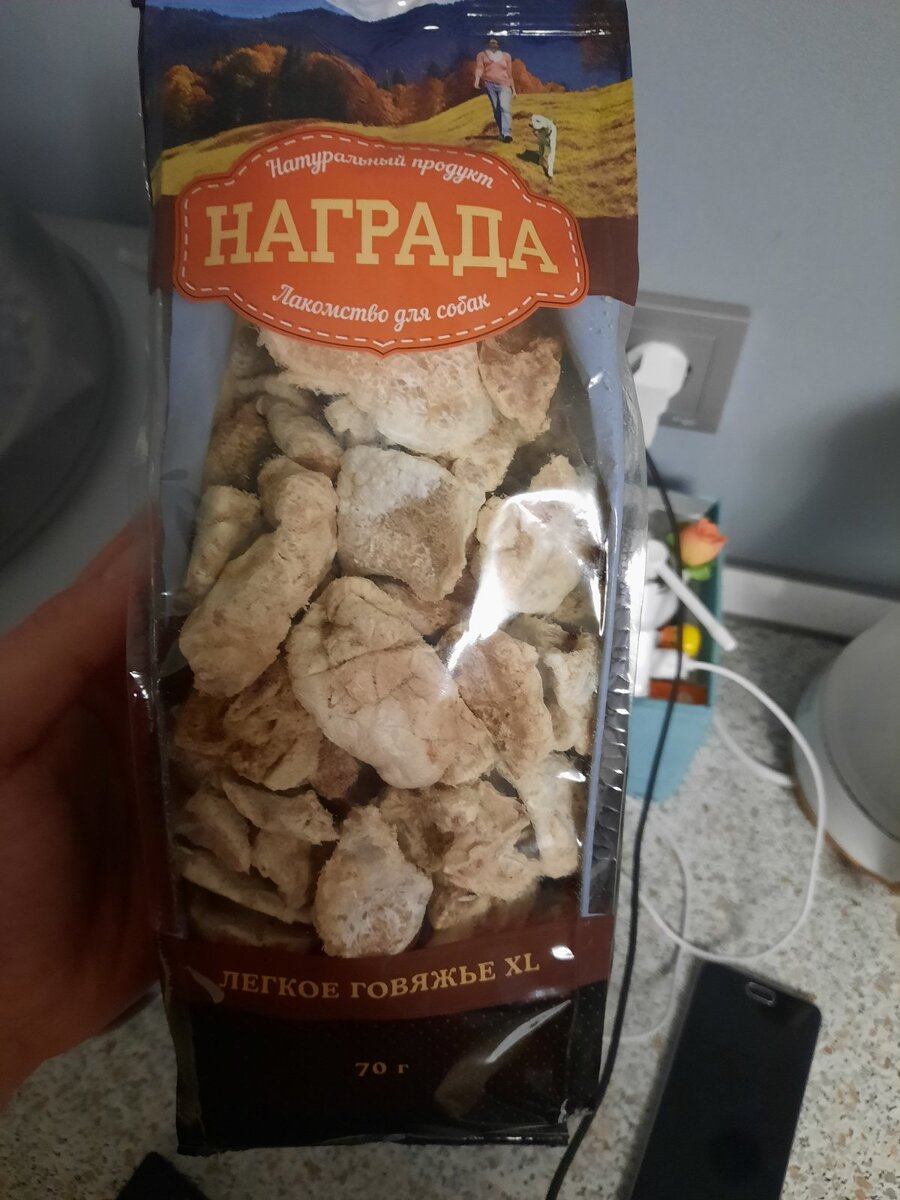 Натуральный продукт
НАГРАДА
Лакомство для собак
ЛЕГКОЕ ГОВЯЖЬЕ XL
70 г